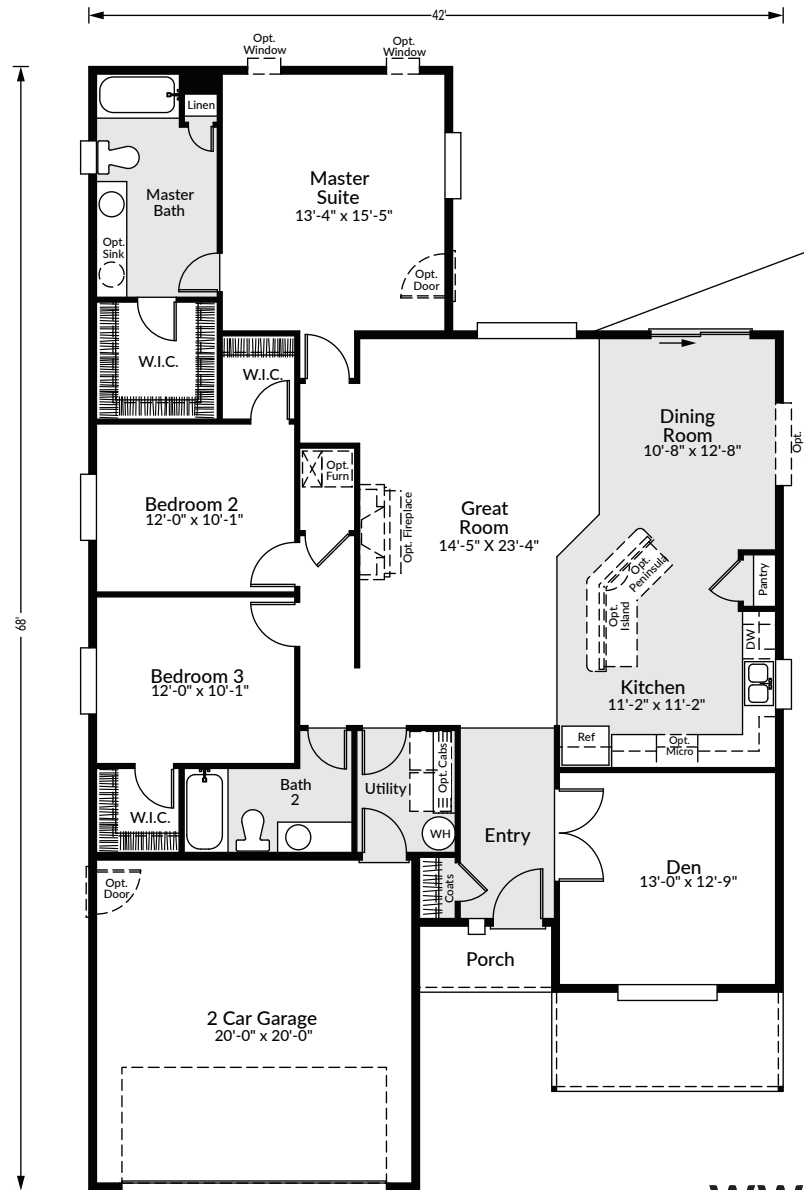 42'
Opt.
Window
Opt.
Window
Linen
Master
Bath
Master
Suite
13'-4" x 15'-5"
Opt.
Sink
Opt.
Door
68'
W.I.C.
W.I.C.
Dining
Room
10'-8" x 12'-8"
Opt.
Opt.
Furn
Bedroom 2
12'-0" x 10'-1"
Opt. Fireplace
Great
Room
14'-5" X 23'-4"
Opt.
Peninsula
Opt.
Island
Pantry
DW
Bedroom 3
12'-0" x 10'-1"
Kitchen
11'-2" x 11'-2"
Ref
Opt.
Micro
W.I.C.
Bath
2
Utility
Opt. Cabs
WH
Entry
Coats
Den
13'-0" x 12'-9"
Opt.
Door
Porch
2 Car Garage
20'-0" x 20'-0"